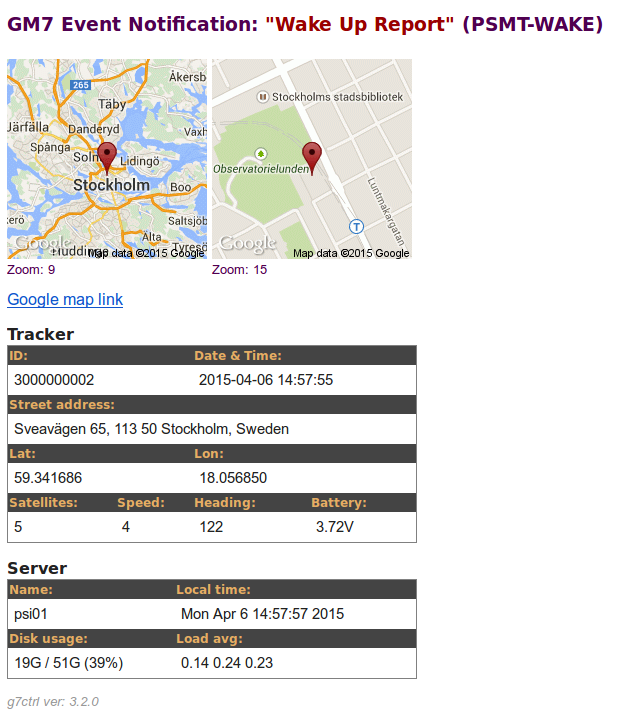 GM7 Event Notification: "Wake Up Report" (PSMT-WAKE)
265
Åkersb
Täby
Järfälla
Danderyd
Vaxh
Spånga
Soln
Lidingö
Stockholm
Boo
kerö
Saltsjöb
Älta
Google
Huddinge
Tyresö
Map data ©2015 Google
Stockholms stadsbibliotek
Observatorielunden
Luntmakargatan
T
Google
Map data ©2015 Google
Zoom: 9
Zoom: 15
Google map link
Tracker
ID: Date & Time:
3000000002 2015-04-06 14:57:55
Street address:
Sveavägen 65, 113 50 Stockholm, Sweden
Lat: Lon:
59.341686 18.056850
Satellites: Speed: Heading: Battery:
5 4 122 3.72V
Server
Name: Local time:
psi01 Mon Apr 6 14:57:57 2015
Disk usage: Load avg:
19G / 51G (39%) 0.14 0.24 0.23
g7ctrl ver: 3.2.0